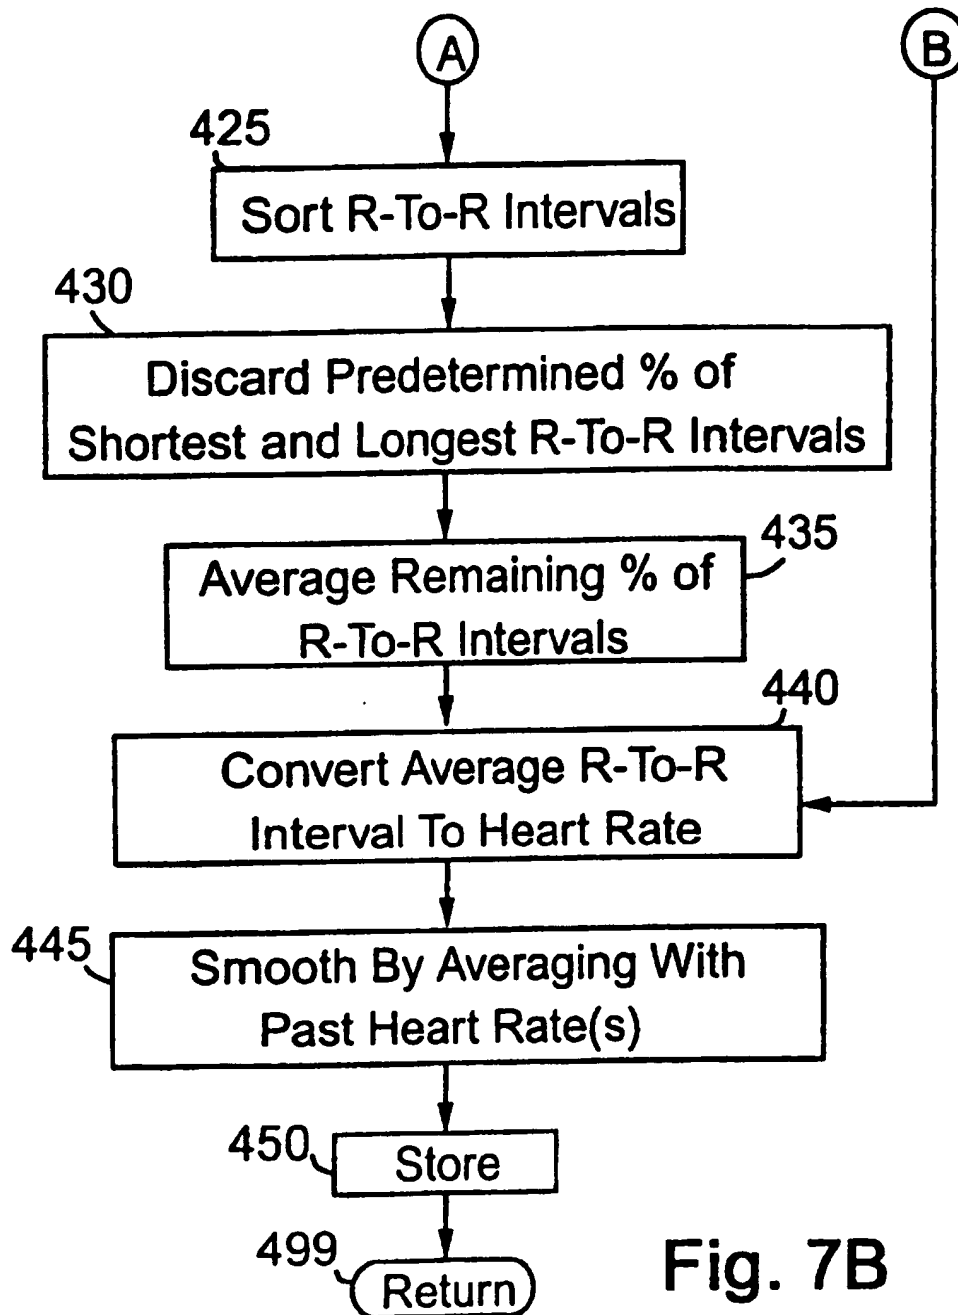 A
B
425
Sort R-To-R Intervals
430
Discard Predetermined % of
Shortest and Longest R-To-R Intervals
435
Average Remaining % of
R-To-R Intervals
440
Convert Average R-To-R
Interval To Heart Rate
445
Smooth By Averaging With
Past Heart Rate(s)
450
Store
499
Return
Fig. 7B